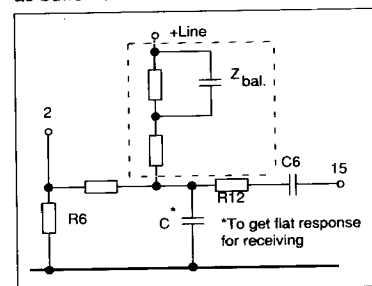 +Line
Z bal.
2
C6
15
R12
R6
C*
*To get flat response
for receiving